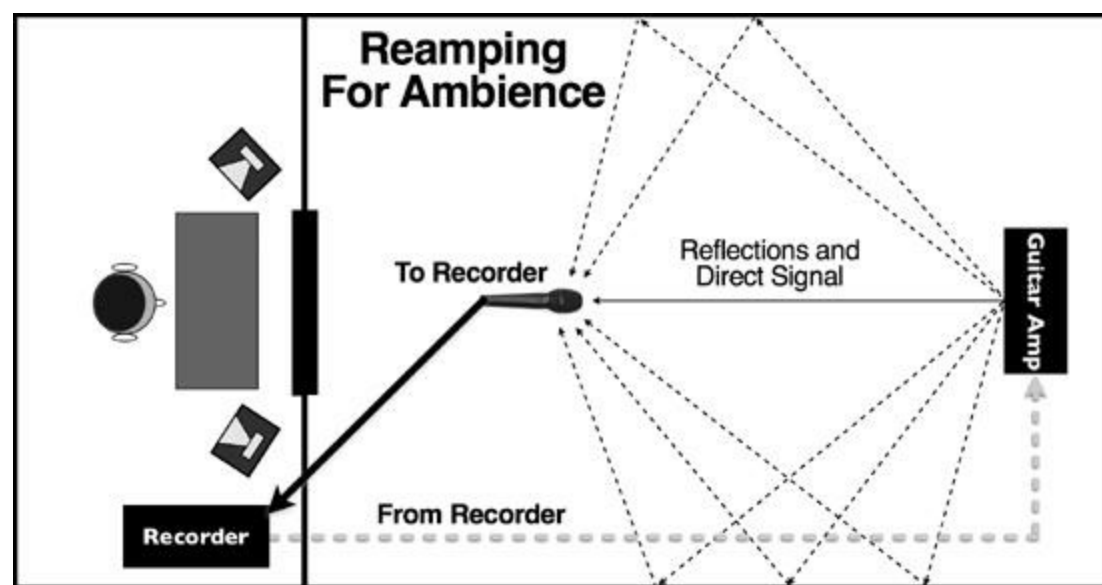 Reamping
For Ambience
To Recorder
Reflections and
Direct Signal
Guitar Amp
From Recorder
Recorder